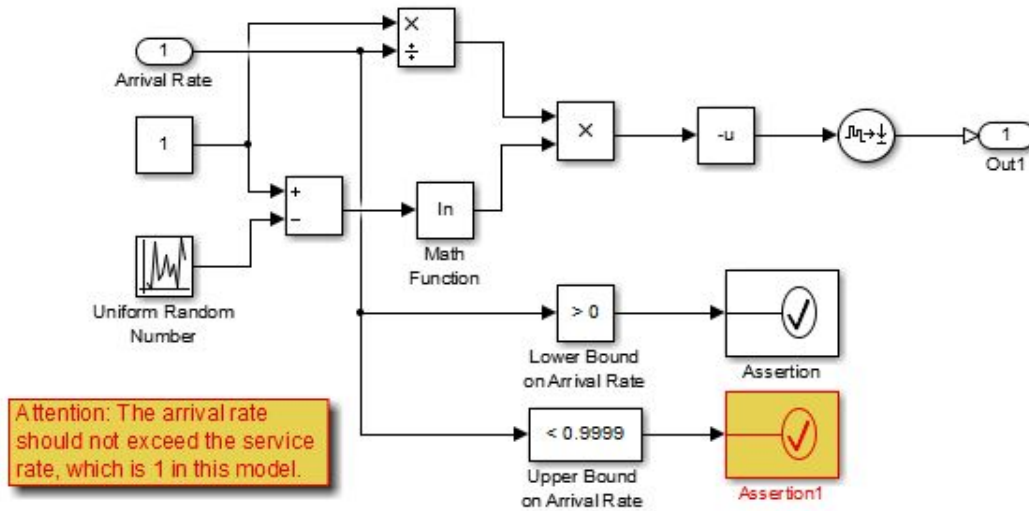 ×
÷
1
Arrival Rate
1
×
-u
1
Out1
+
−
ln
Math
Function
Uniform Random
Number
> 0
Lower Bound
on Arrival Rate
Assertion
Attention: The arrival rate
should not exceed the service
rate, which is 1 in this model.
< 0.9999
Upper Bound
on Arrival Rate
Assertion1